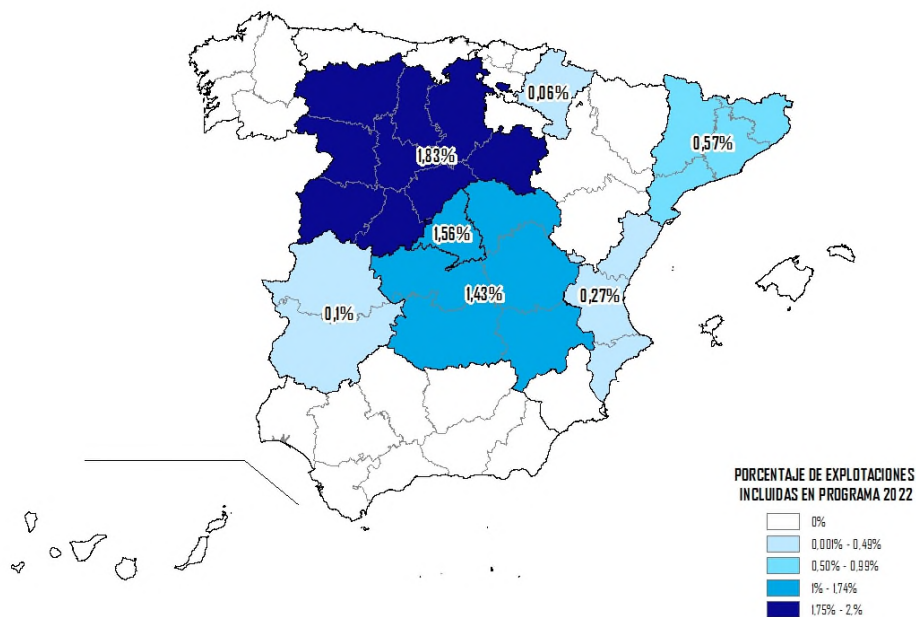 0,06%
0,57%
1,83%
1,56%
1,43%
0,27%
0,1%
PORCENTAJE DE EXPLOTACIONES
INCLUIDAS EN PROGRAMA 2022
0%
0,001% - 0,49%
0,50% - 0,99%
1% - 1,74%
1,75% - 2,%